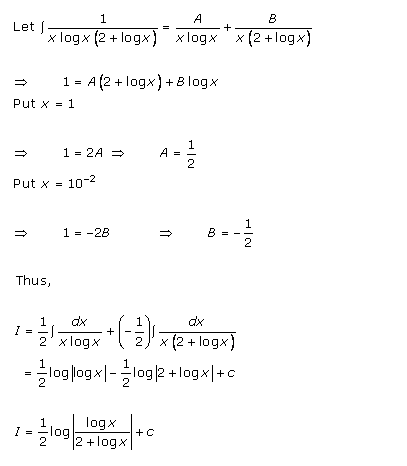 Let ∫ 1/(x log x (2 + log x)) = A/(x log x) + B/(x (2 + log x))
⇒ 1 = A(2 + log x) + B log x
Put x = 1
⇒ 1 = 2A ⇒ A = 1/2
Put x = 10⁻²
⇒ 1 = −2B ⇒ B = −1/2
Thus,
I = 1/2 ∫ dx/(x log x) + (−1/2) ∫ dx/(x (2 + log x))
= 1/2 log|log x| − 1/2 log|2 + log x| + c
I = 1/2 log|log x/(2 + log x)| + c